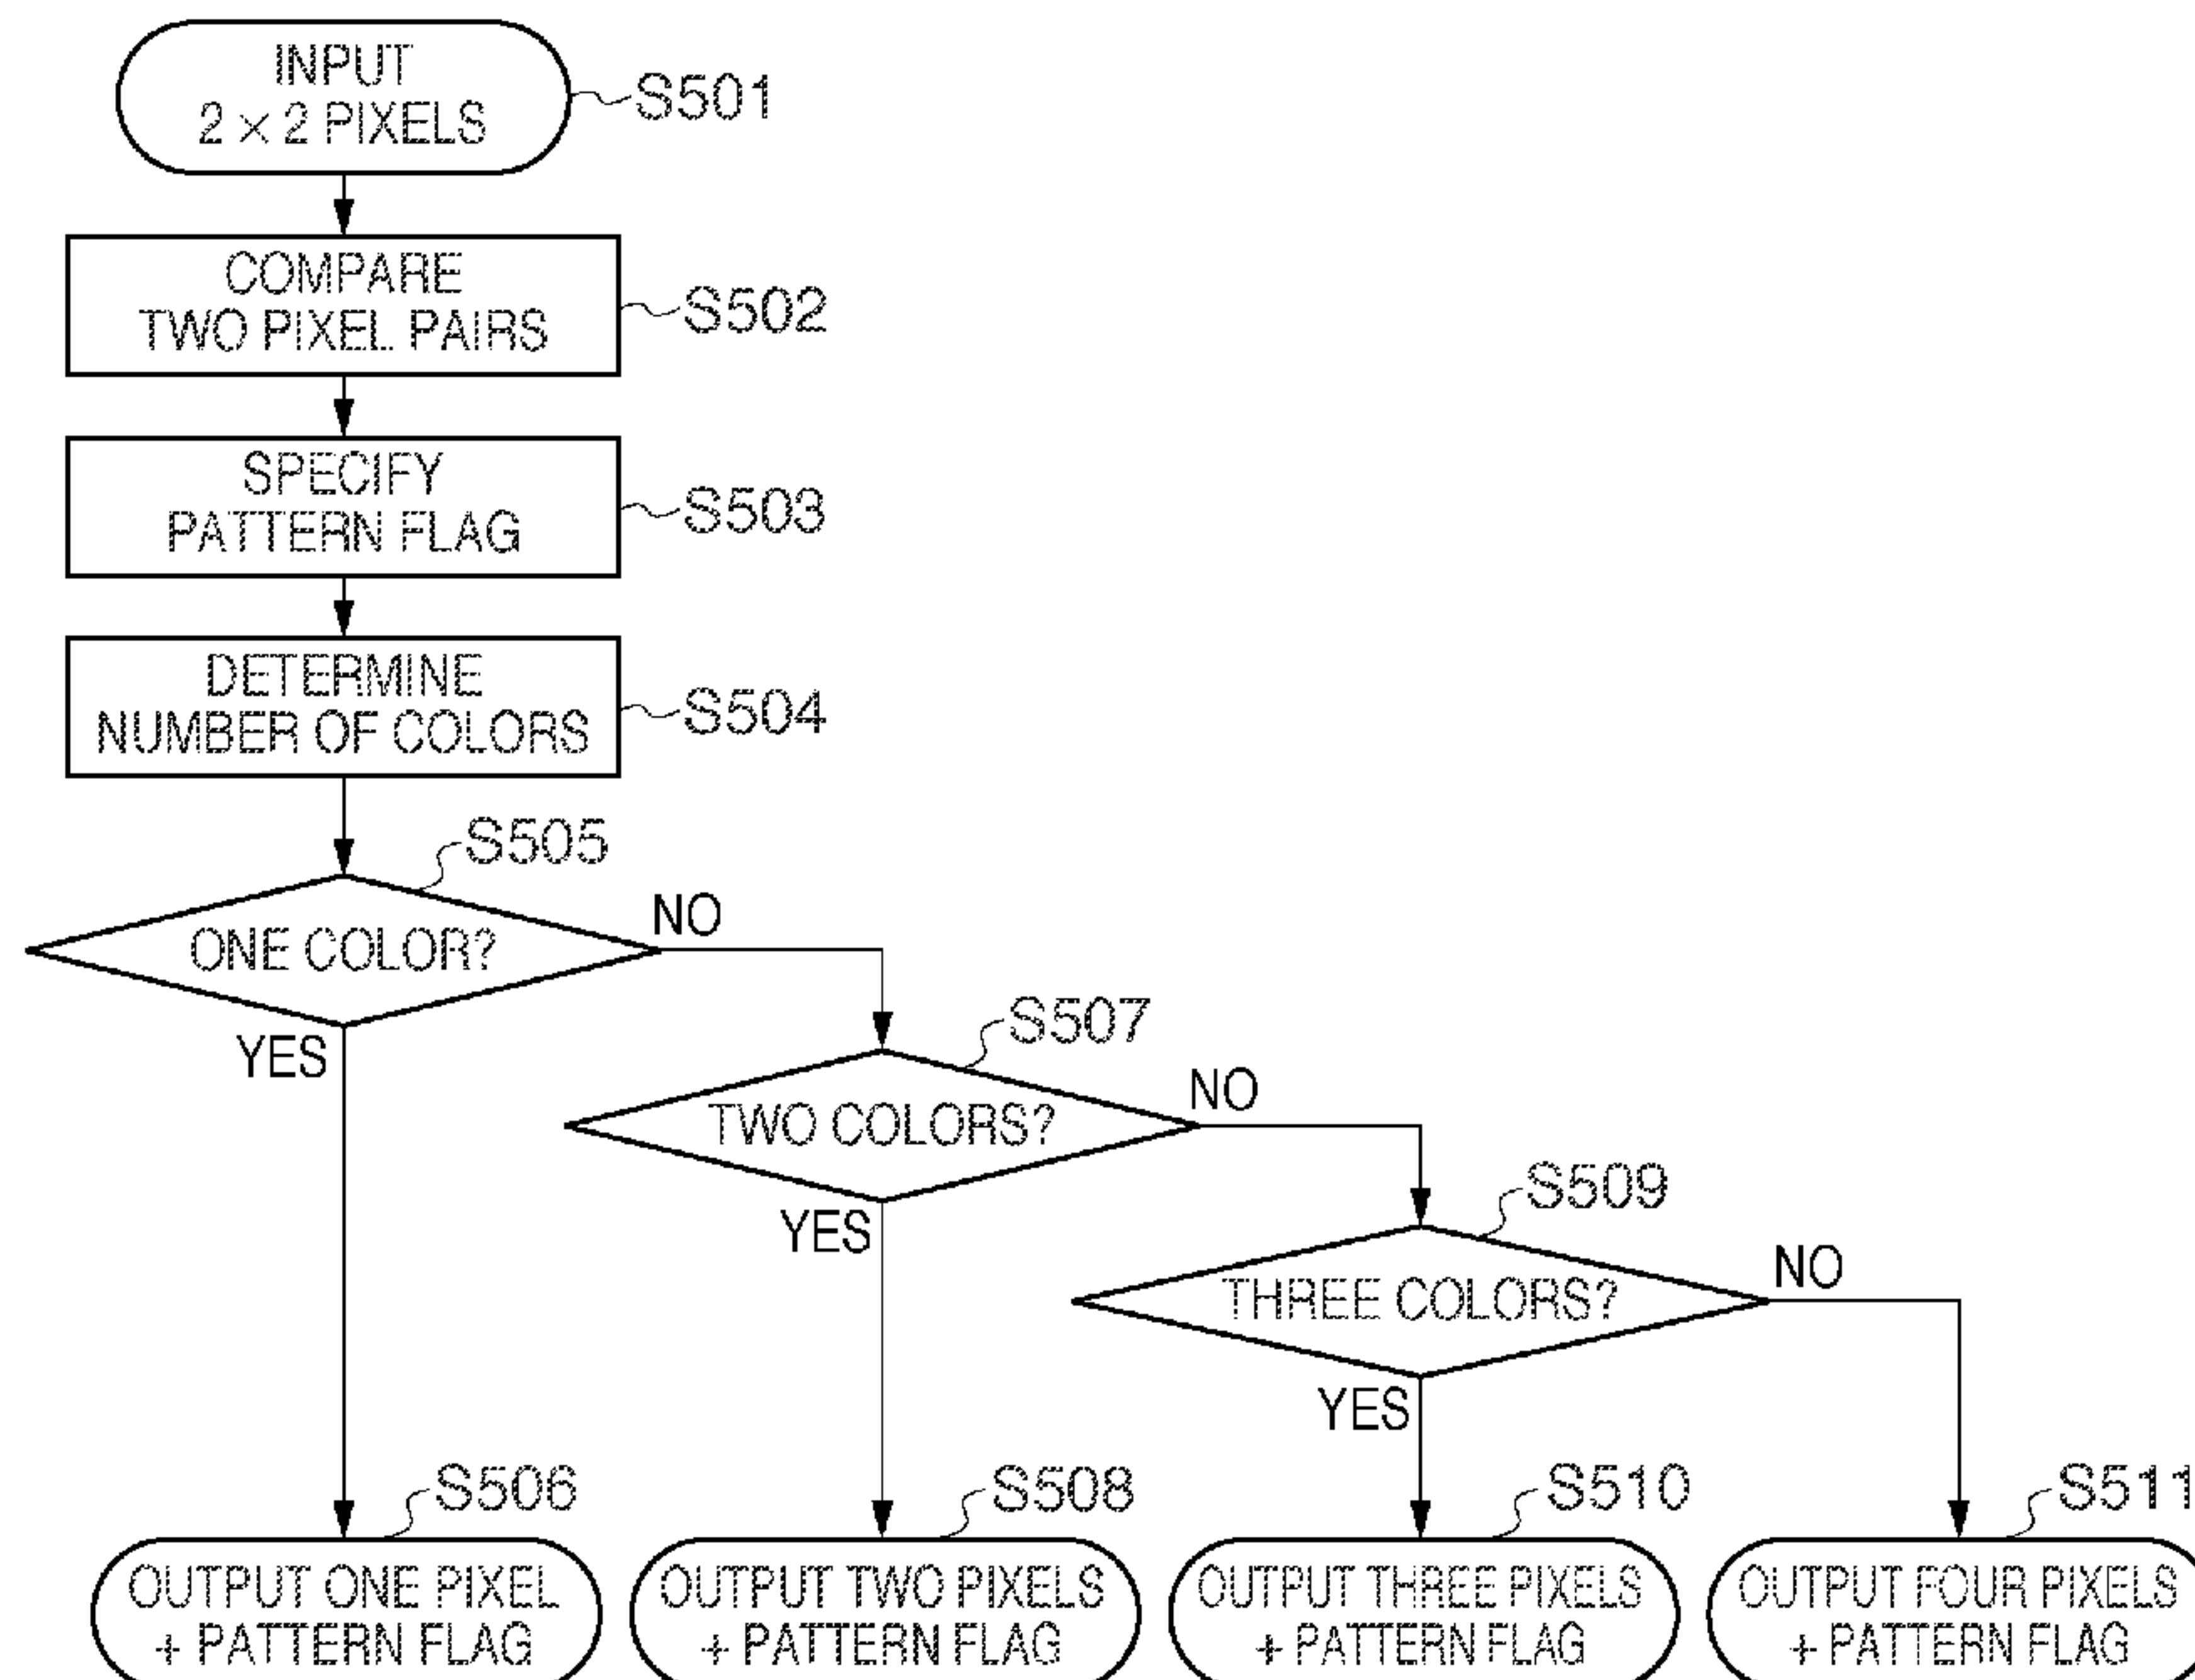 INPUT
2 × 2 PIXELS
S501
COMPARE
TWO PIXEL PAIRS
S502
SPECIFY
PATTERN FLAG
S503
DETERMINE
NUMBER OF COLORS
S504
S505
ONE COLOR?
NO
YES
S507
TWO COLORS?
NO
YES
S509
THREE COLORS?
NO
YES
S506
OUTPUT ONE PIXEL
+ PATTERN FLAG
S508
OUTPUT TWO PIXELS
+ PATTERN FLAG
S510
OUTPUT THREE PIXELS
+ PATTERN FLAG
S511
OUTPUT FOUR PIXELS
+ PATTERN FLAG